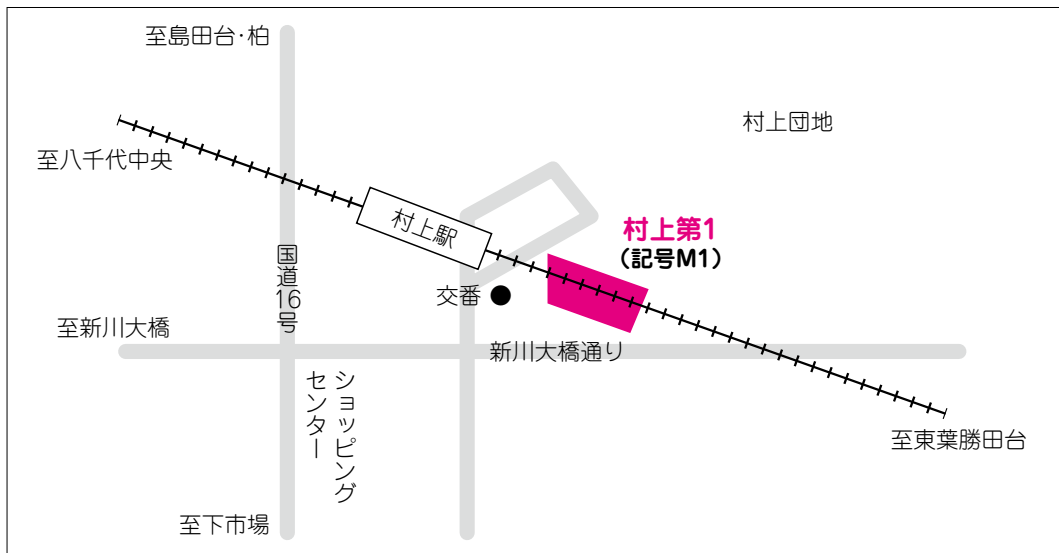 至島田台・柏
村上団地
至八千代中央
村上駅
村上第1
（記号M1）
国道16号
交番
至新川大橋
新川大橋通り
ショッピング
センター
至東葉勝田台
至下市場